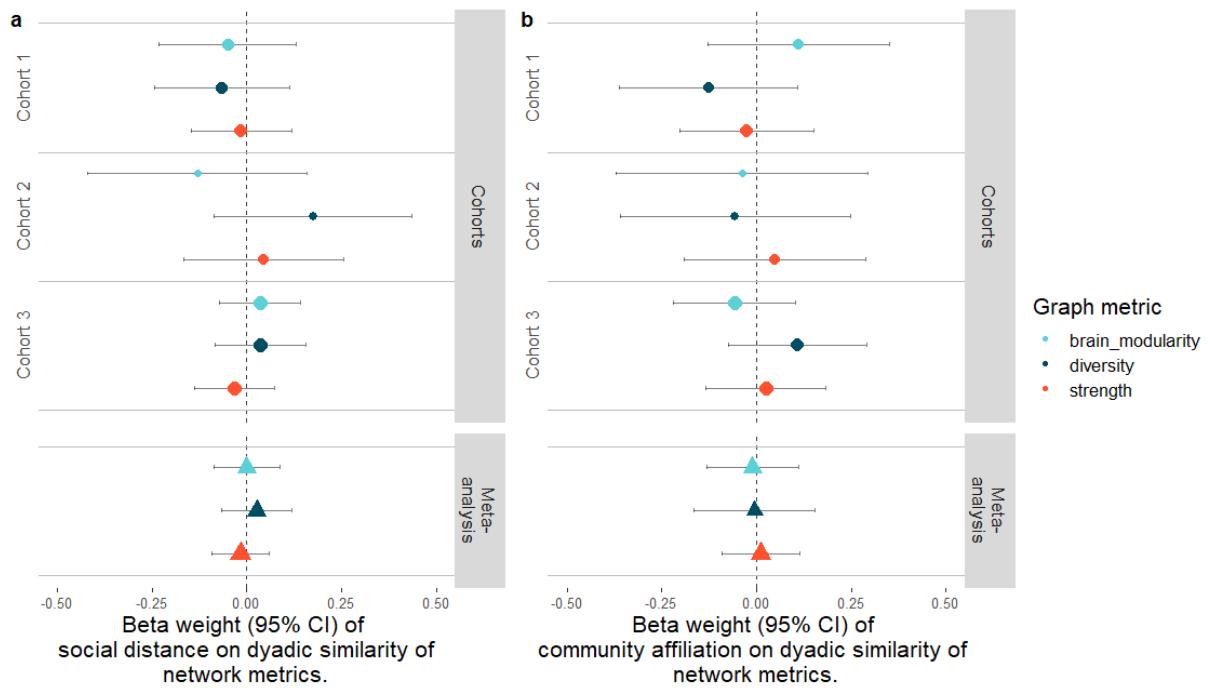 a
b
Cohort 1
Cohort 2
Cohort 3
Cohorts
Meta-
analysis
-0.50
-0.25
0.00
0.25
0.50
Beta weight (95% CI) of
social distance on dyadic similarity of
network metrics.
Cohort 1
Cohort 2
Cohort 3
Cohorts
Meta-
analysis
-0.50
-0.25
0.00
0.25
0.50
Beta weight (95% CI) of
community affiliation on dyadic similarity of
network metrics.
Graph metric
brain_modularity
diversity
strength